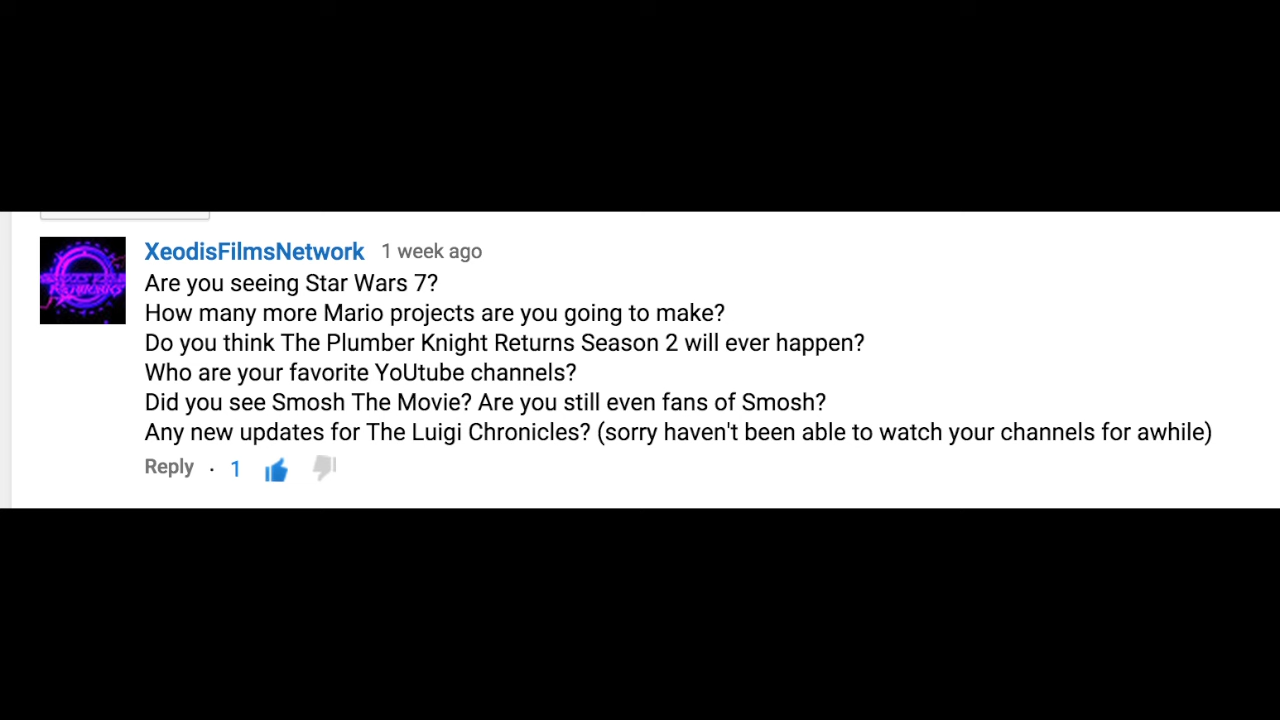 XeodisFilmsNetwork 1 week ago
Are you seeing Star Wars 7?
How many more Mario projects are you going to make?
Do you think The Plumber Knight Returns Season 2 will ever happen?
Who are your favorite YoUtube channels?
Did you see Smosh The Movie? Are you still even fans of Smosh?
Any new updates for The Luigi Chronicles? (sorry haven't been able to watch your channels for awhile)
Reply · 1